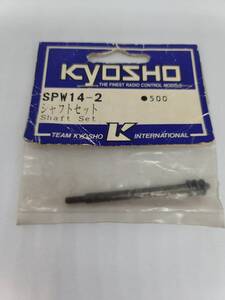 KYOSHO
THE FINEST RADIO CONTROL MODELS
SPW14-2 ●500
シャフトセット
Shaft Set
TEAM KYOSHO K INTERNATIONAL